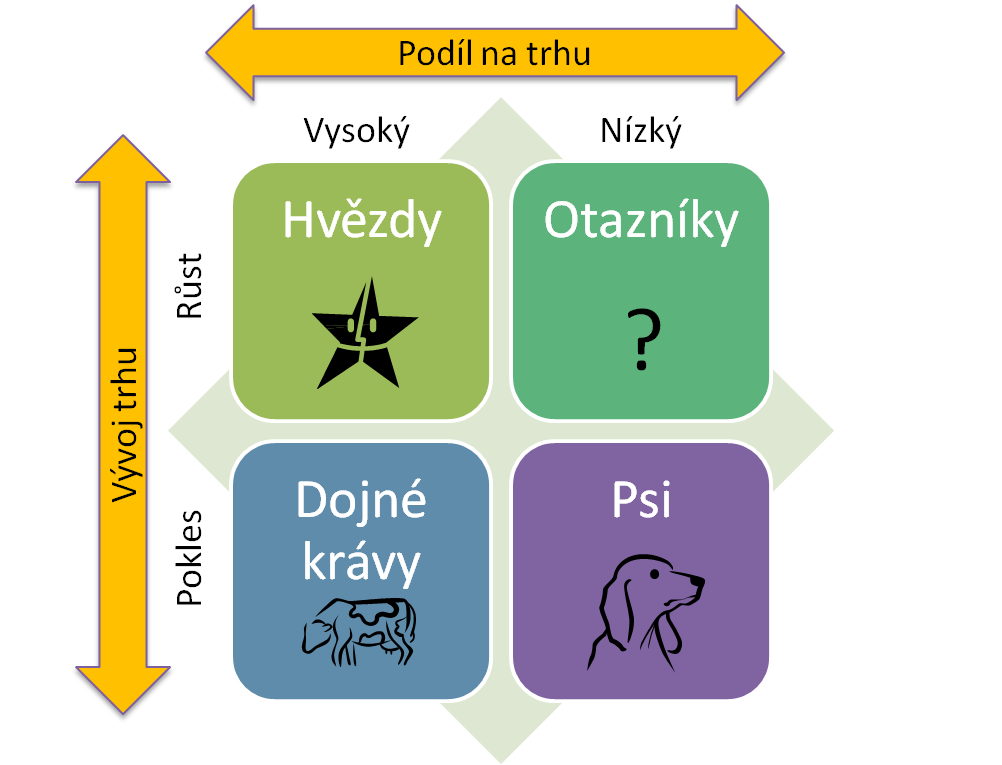 Podíl na trhu
Vysoký
Nízký
Vývoj trhu
Růst
Hvězdy
Otazníky
?
Pokles
Dojné
krávy
Psi